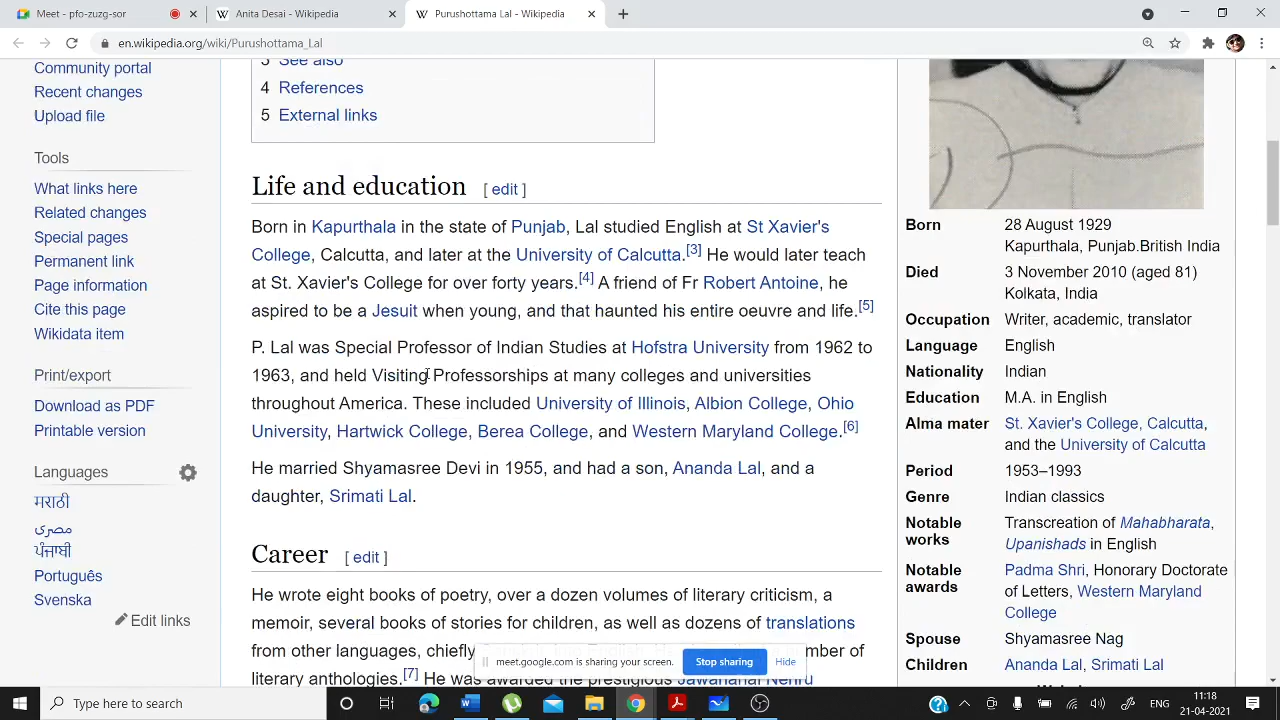 Meet - pfo-zuzg-sor
Anita Desai - Wikipedia
Purushottama Lal - Wikipedia
en.wikipedia.org/wiki/Purushottama_Lal
Community portal
Recent changes
Upload file
Tools
What links here
Related changes
Special pages
Permanent link
Page information
Cite this page
Wikidata item
Print/export
Download as PDF
Printable version
Languages
मराठी
مصرى
ਪੰਜਾਬੀ
Português
Svenska
Edit links
3 See also
4 References
5 External links
Life and education [ edit ]
Born in Kapurthala in the state of Punjab, Lal studied English at St Xavier's
College, Calcutta, and later at the University of Calcutta.[3] He would later teach
at St. Xavier's College for over forty years.[4] A friend of Fr Robert Antoine, he
aspired to be a Jesuit when young, and that haunted his entire oeuvre and life.[5]
P. Lal was Special Professor of Indian Studies at Hofstra University from 1962 to
1963, and held Visiting Professorships at many colleges and universities
throughout America. These included University of Illinois, Albion College, Ohio
University, Hartwick College, Berea College, and Western Maryland College.[6]
He married Shyamasree Devi in 1955, and had a son, Ananda Lal, and a
daughter, Srimati Lal.
Career [ edit ]
He wrote eight books of poetry, over a dozen volumes of literary criticism, a
memoir, several books of stories for children, as well as dozens of translations
from other languages, chiefly
mber of
literary anthologies.[7] He was awarded the prestigious Jawaharlal Nehru
Born 28 August 1929
Kapurthala, Punjab.British India
Died 3 November 2010 (aged 81)
Kolkata, India
Occupation Writer, academic, translator
Language English
Nationality Indian
Education M.A. in English
Alma mater St. Xavier's College, Calcutta,
and the University of Calcutta
Period 1953–1993
Genre Indian classics
Notable works Transcreation of Mahabharata,
Upanishads in English
Notable awards Padma Shri, Honorary Doctorate
of Letters, Western Maryland
College
Spouse Shyamasree Nag
Children Ananda Lal, Srimati Lal
meet.google.com is sharing your screen. Stop sharing Hide
Type here to search
ENG
11:18
21-04-2021